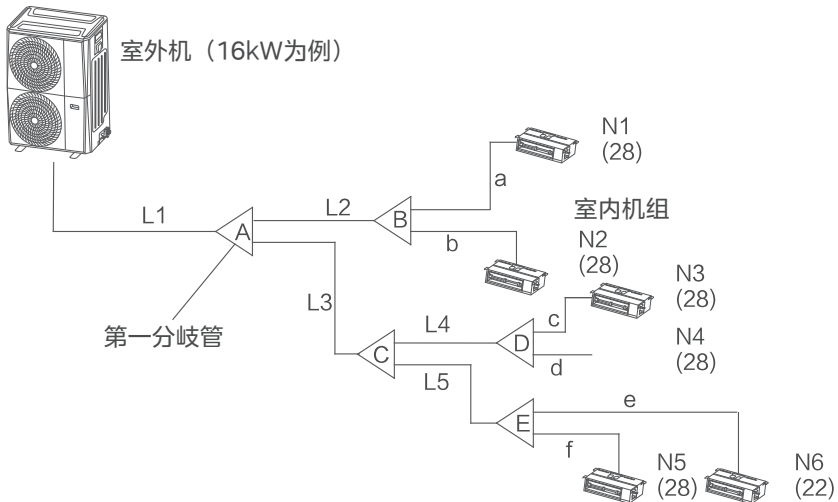 室外机（16kW为例）
N1
(28)
a
L1
L2
B
A
b
室内机组
N2
(28)
N3
(28)
L3
第一分岐管
L4
c
D
N4
(28)
C
d
L5
e
E
f
N5
(28)
N6
(22)